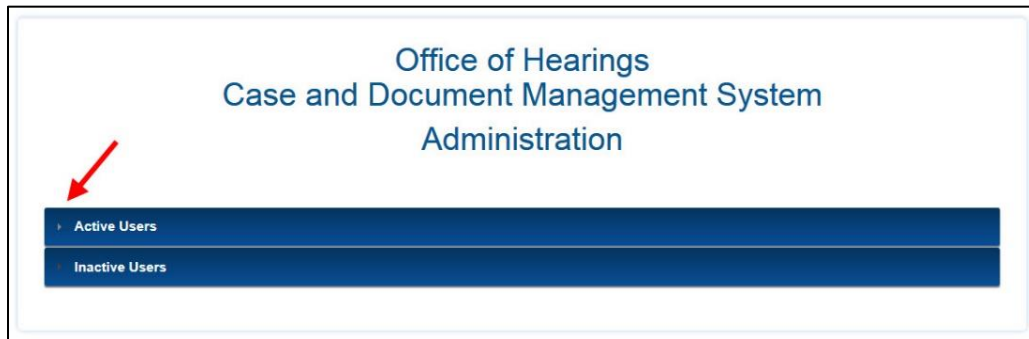 Office of Hearings
Case and Document Management System
Administration
Active Users
Inactive Users